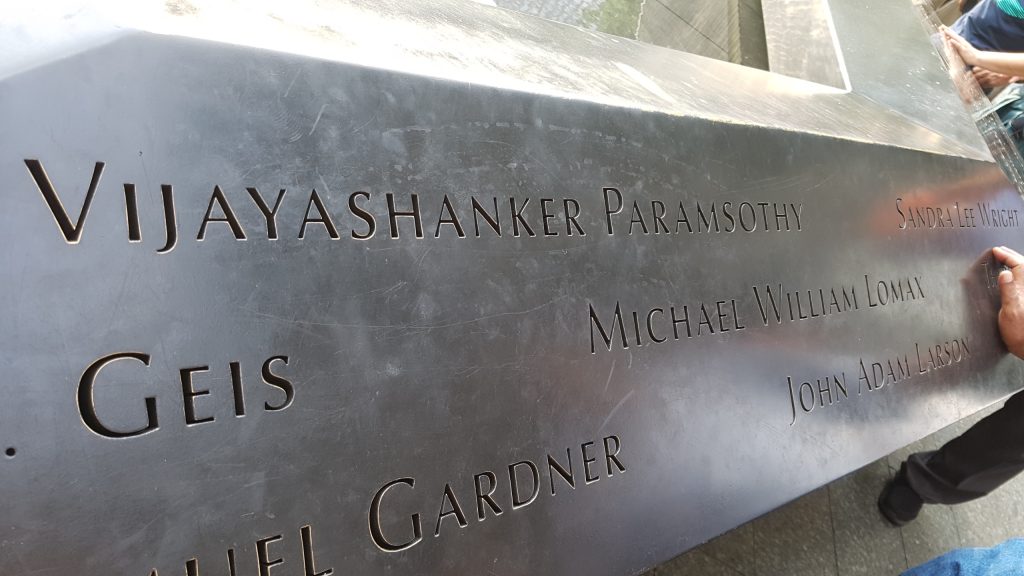 VIJAYASHANKER PARAMSOTHY
SANDRA LEE WRIGHT
MICHAEL WILLIAM LOMAX
. GEIS
JOHN ADAM LARSON
GARDNER